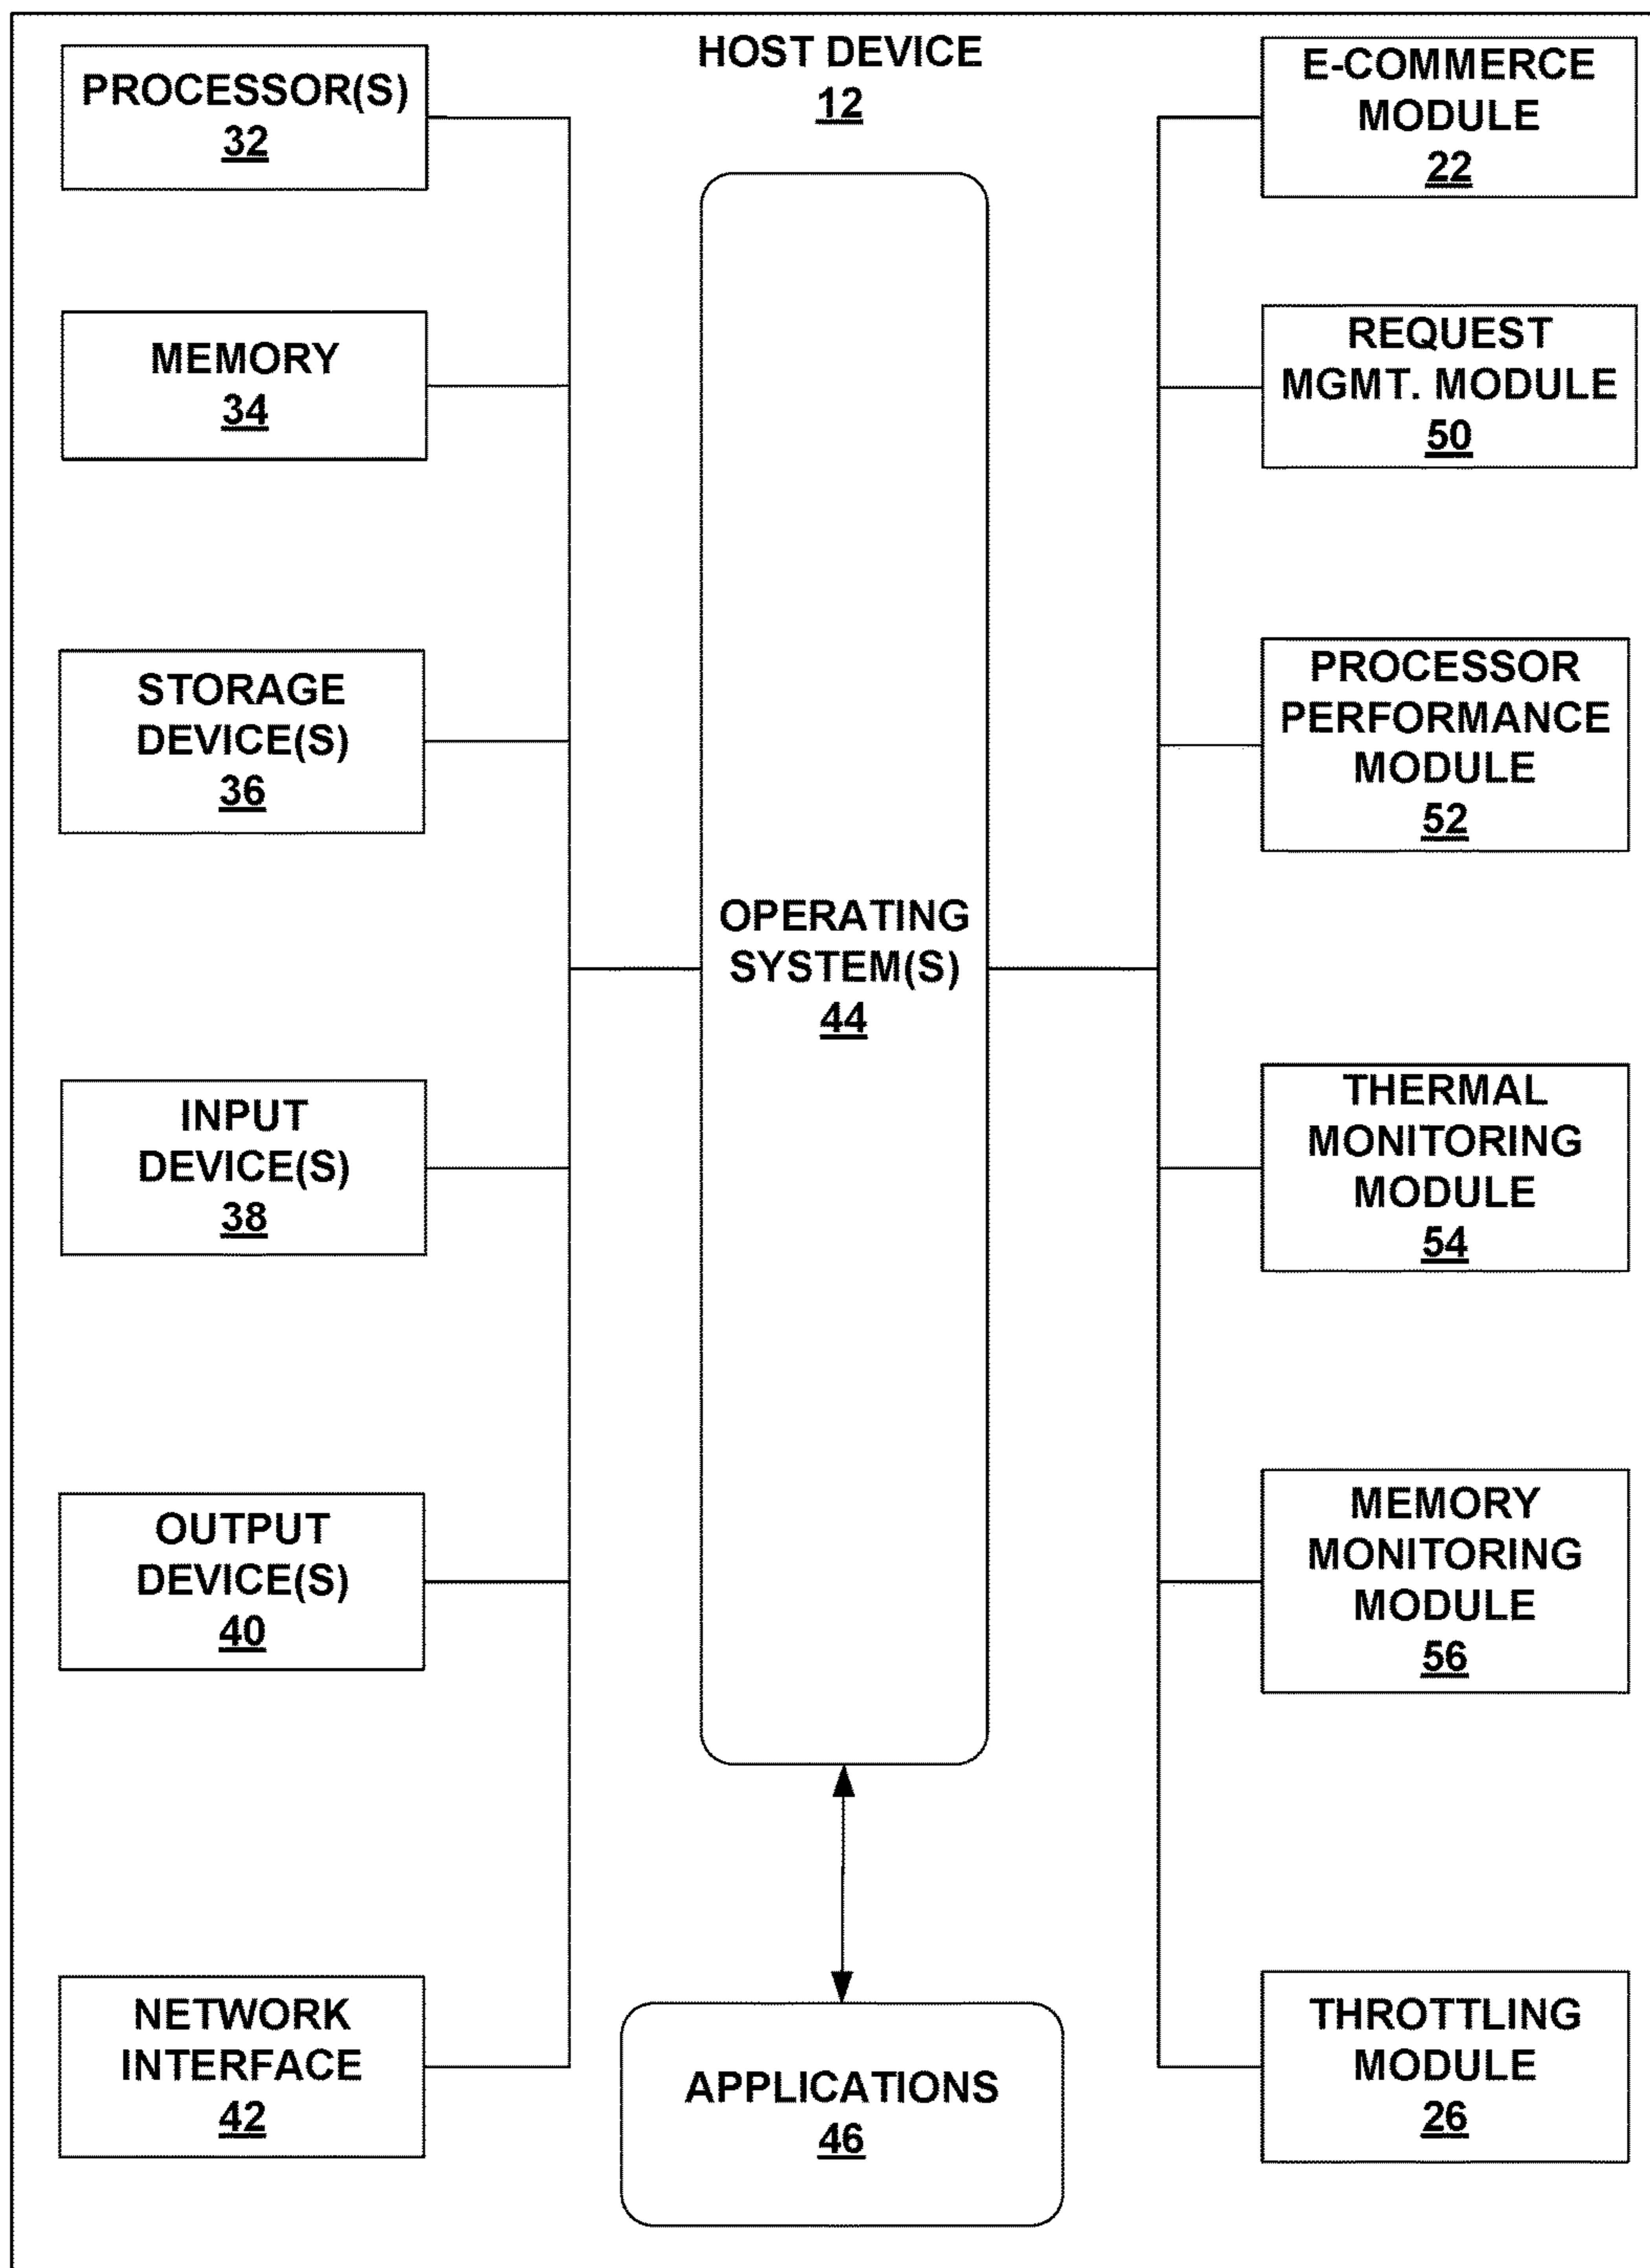 HOST DEVICE
12
PROCESSOR(S)
32
MEMORY
34
STORAGE
DEVICE(S)
36
INPUT
DEVICE(S)
38
OUTPUT
DEVICE(S)
40
NETWORK
INTERFACE
42
OPERATING
SYSTEM(S)
44
APPLICATIONS
46
E-COMMERCE
MODULE
22
REQUEST
MGMT. MODULE
50
PROCESSOR
PERFORMANCE
MODULE
52
THERMAL
MONITORING
MODULE
54
MEMORY
MONITORING
MODULE
56
THROTTLING
MODULE
26